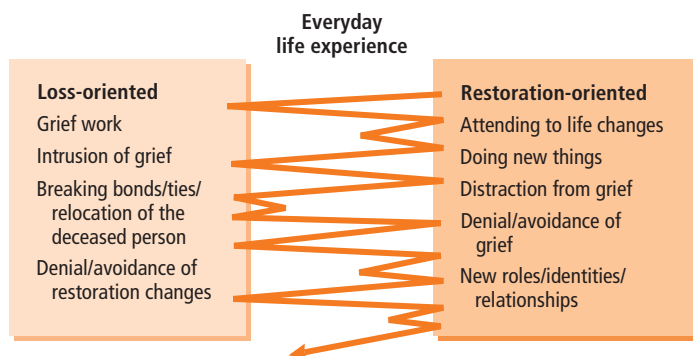 Everyday
life experience
Loss-oriented
Grief work
Intrusion of grief
Breaking bonds/ties/
relocation of the
deceased person
Denial/avoidance of
restoration changes
Restoration-oriented
Attending to life changes
Doing new things
Distraction from grief
Denial/avoidance of
grief
New roles/identities/
relationships